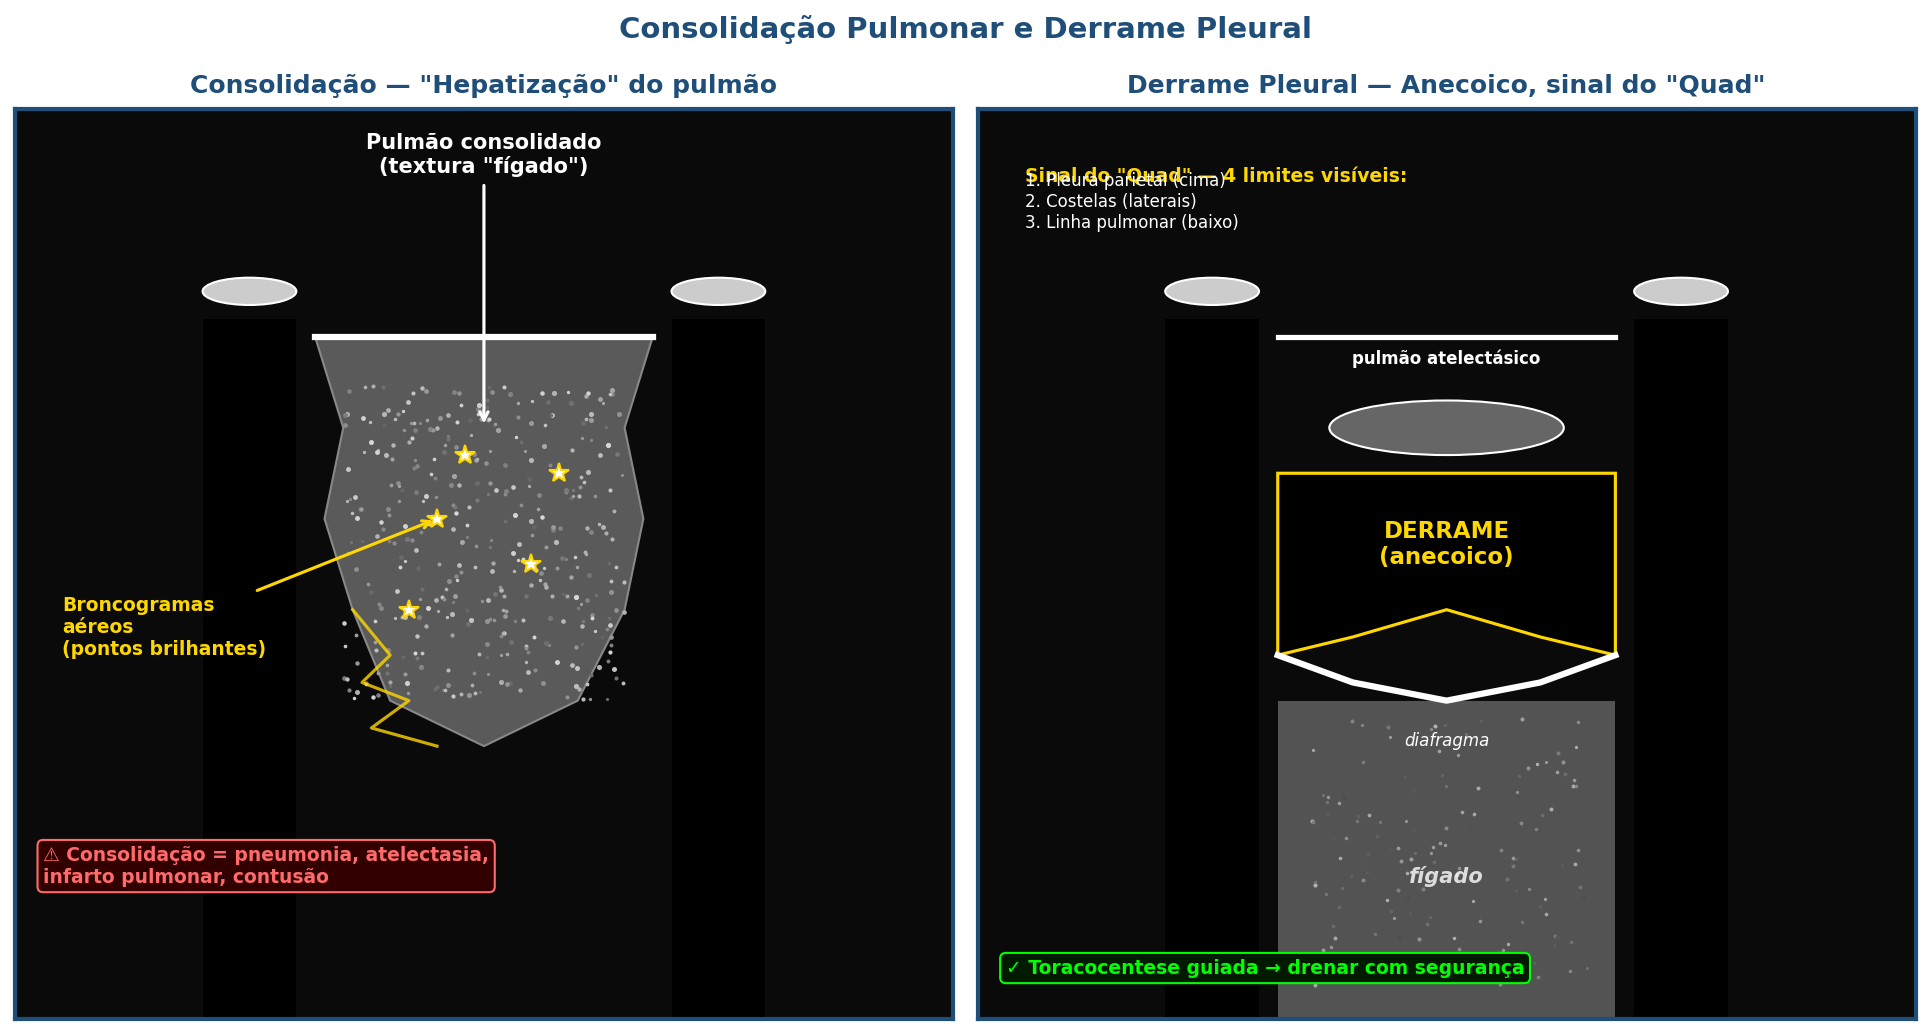 Consolidação Pulmonar e Derrame Pleural
Consolidação — "Hepatização" do pulmão
Pulmão consolidado
(textura "fígado")
Broncogramas
aéreos
(pontos brilhantes)
⚠ Consolidação = pneumonia, atelectasia,
infarto pulmonar, contusão
Derrame Pleural — Anecoico, sinal do "Quad"
Sinal do "Quad" — 4 limites visíveis:
1. Pleura parietal (cima)
2. Costelas (laterais)
3. Linha pulmonar (baixo)
pulmão atelectásico
DERRAME
(anecoico)
diafragma
fígado
✓ Toracocentese guiada → drenar com segurança